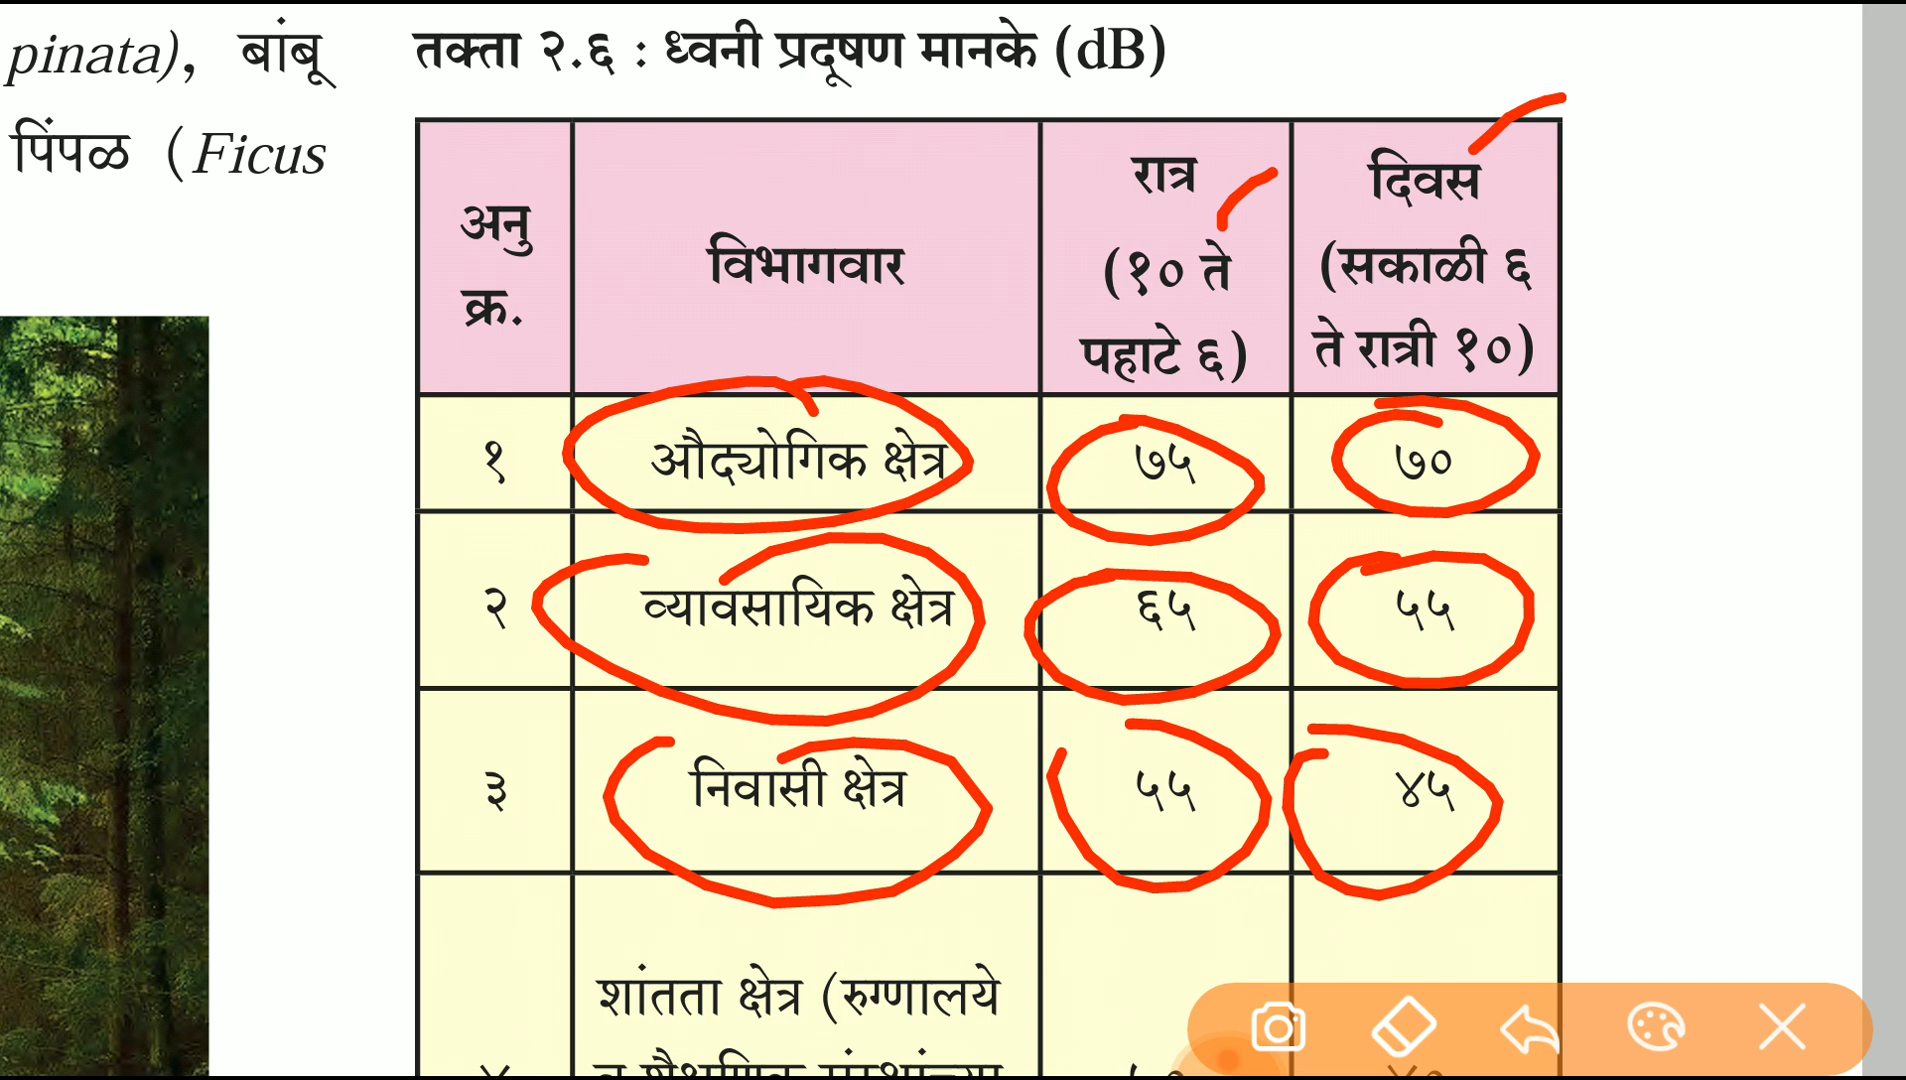 pinata), बांबू
पिंपळ (Ficus
तक्ता २.६ : ध्वनी प्रदूषण मानके (dB)
अनु क्र. विभागवार रात्र (१० ते पहाटे ६) दिवस (सकाळी ६ ते रात्री १०)
१ औद्योगिक क्षेत्र ७५ ७०
२ व्यावसायिक क्षेत्र ६५ ५५
३ निवासी क्षेत्र ५५ ४५
शांतता क्षेत्र (रुग्णालये